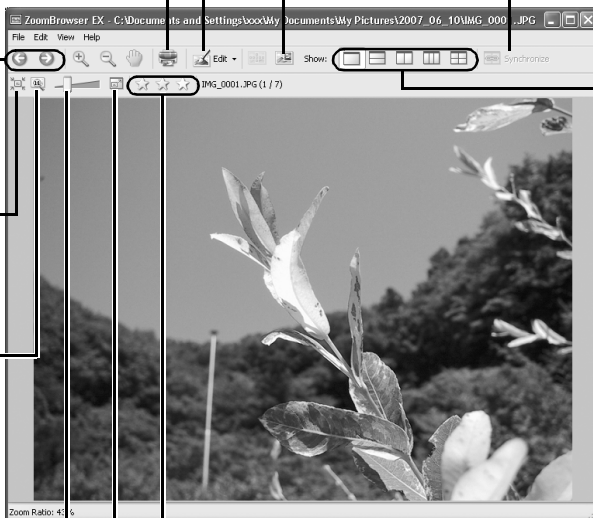 ZoomBrowser EX - C:\Documents and Settings\xxx\My Documents\My Pictures\2007_06_10\IMG_000 .JPG
File Edit View Help
Edit Show: Synchronize
IMG_0001.JPG (1 / 7)
Zoom Ratio: 43 %